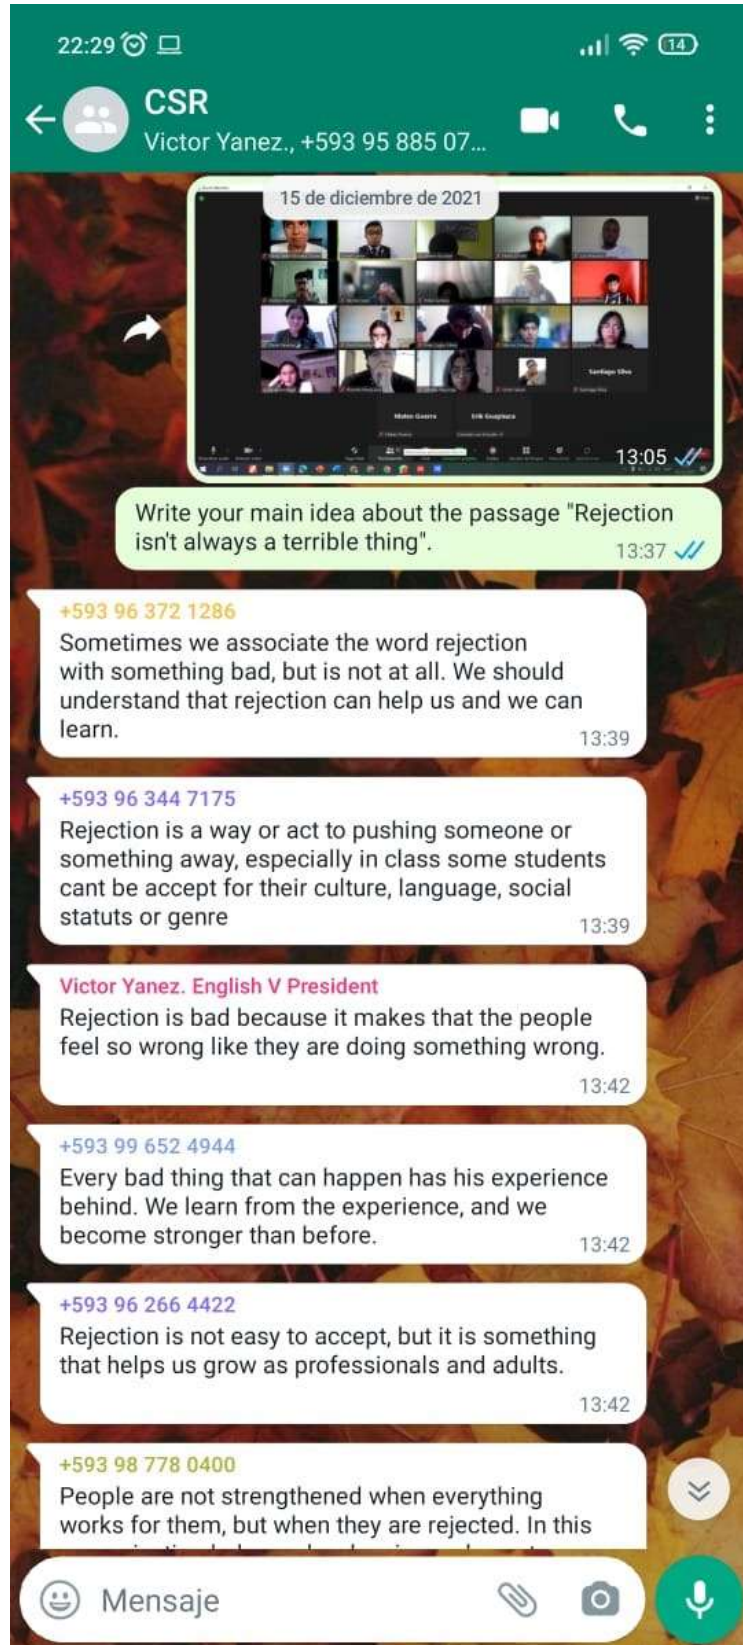 22:29
14
CSR
Victor Yanez., +593 95 885 07...
15 de diciembre de 2021
Santiago Silva
Mateo Guerra
Erik Guapisaca
13:05
Write your main idea about the passage "Rejection
isn't always a terrible thing".
13:37
+593 96 372 1286
Sometimes we associate the word rejection
with something bad, but is not at all. We should
understand that rejection can help us and we can
learn.
13:39
+593 96 344 7175
Rejection is a way or act to pushing someone or
something away, especially in class some students
cant be accept for their culture, language, social
statuts or genre
13:39
Victor Yanez. English V President
Rejection is bad because it makes that the people
feel so wrong like they are doing something wrong.
13:42
+593 99 652 4944
Every bad thing that can happen has his experience
behind. We learn from the experience, and we
become stronger than before.
13:42
+593 96 266 4422
Rejection is not easy to accept, but it is something
that helps us grow as professionals and adults.
13:42
+593 98 778 0400
People are not strengthened when everything
works for them, but when they are rejected. In this
Mensaje